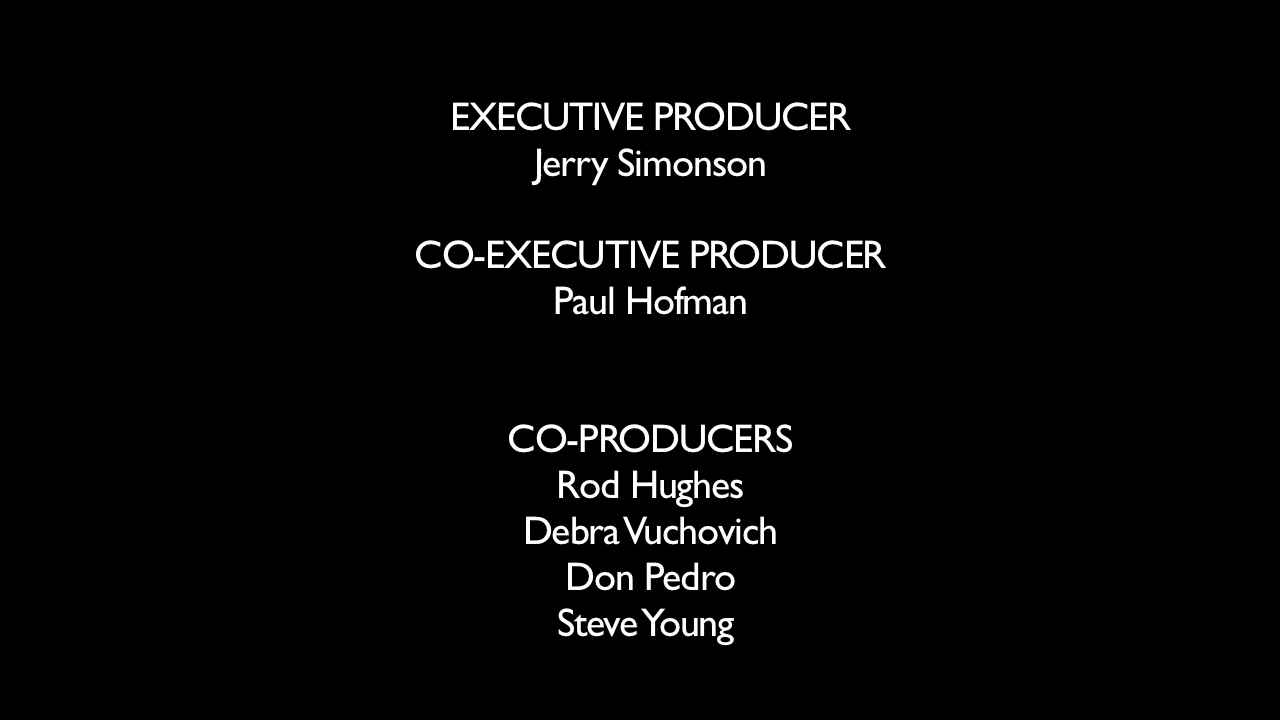 EXECUTIVE PRODUCER
Jerry Simonson
CO-EXECUTIVE PRODUCER
Paul Hofman
CO-PRODUCERS
Rod Hughes
Debra Vuchovich
Don Pedro
Steve Young